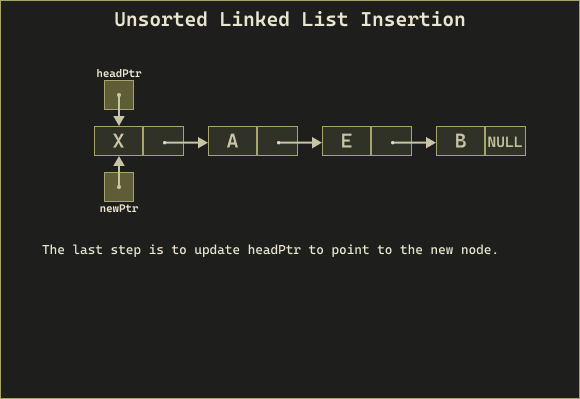 Unsorted Linked List Insertion
headPtr
X A E B NULL
newPtr
The last step is to update headPtr to point to the new node.